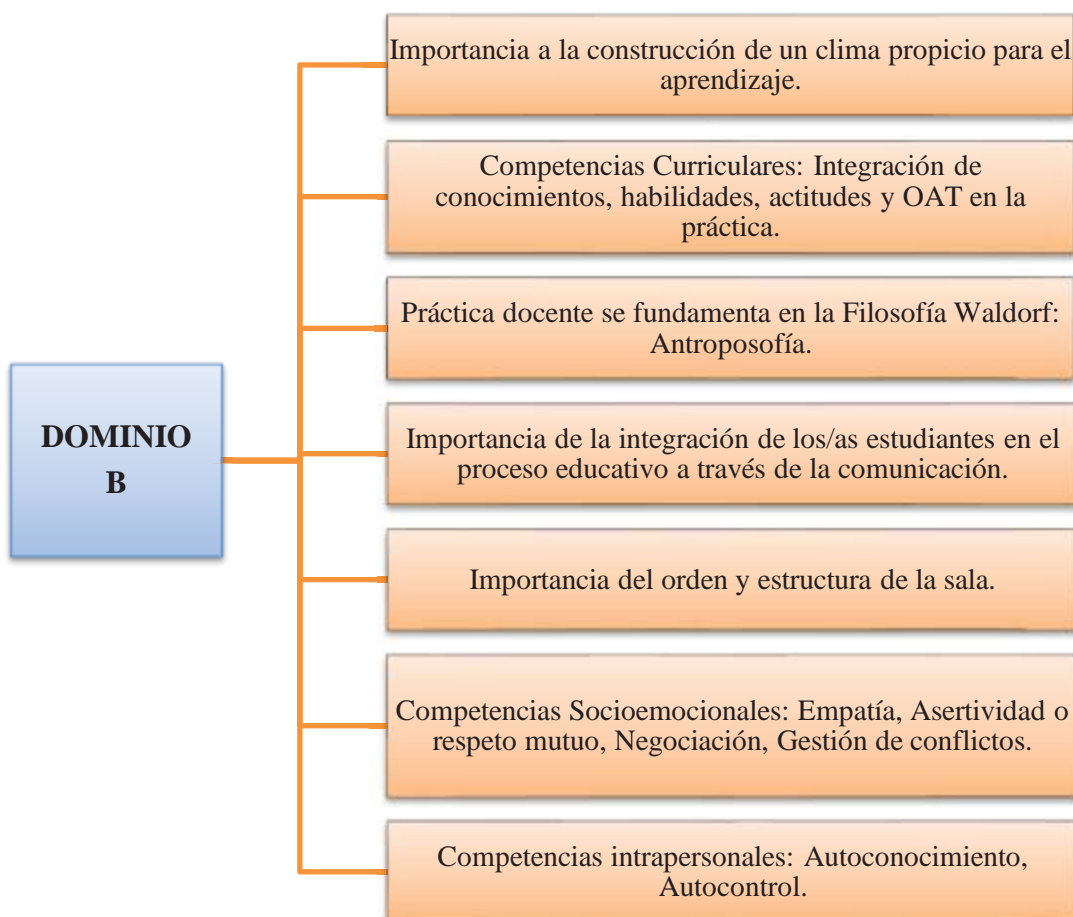 Importancia a la construcción de un clima propicio para el
aprendizaje.
Competencias Curriculares: Integración de
conocimientos, habilidades, actitudes y OAT en la
práctica.
Práctica docente se fundamenta en la Filosofía Waldorf:
Antroposofía.
DOMINIO
B
Importancia de la integración de los/as estudiantes en el
proceso educativo a través de la comunicación.
Importancia del orden y estructura de la sala.
Competencias Socioemocionales: Empatía, Asertividad o
respeto mutuo, Negociación, Gestión de conflictos.
Competencias intrapersonales: Autoconocimiento,
Autocontrol.